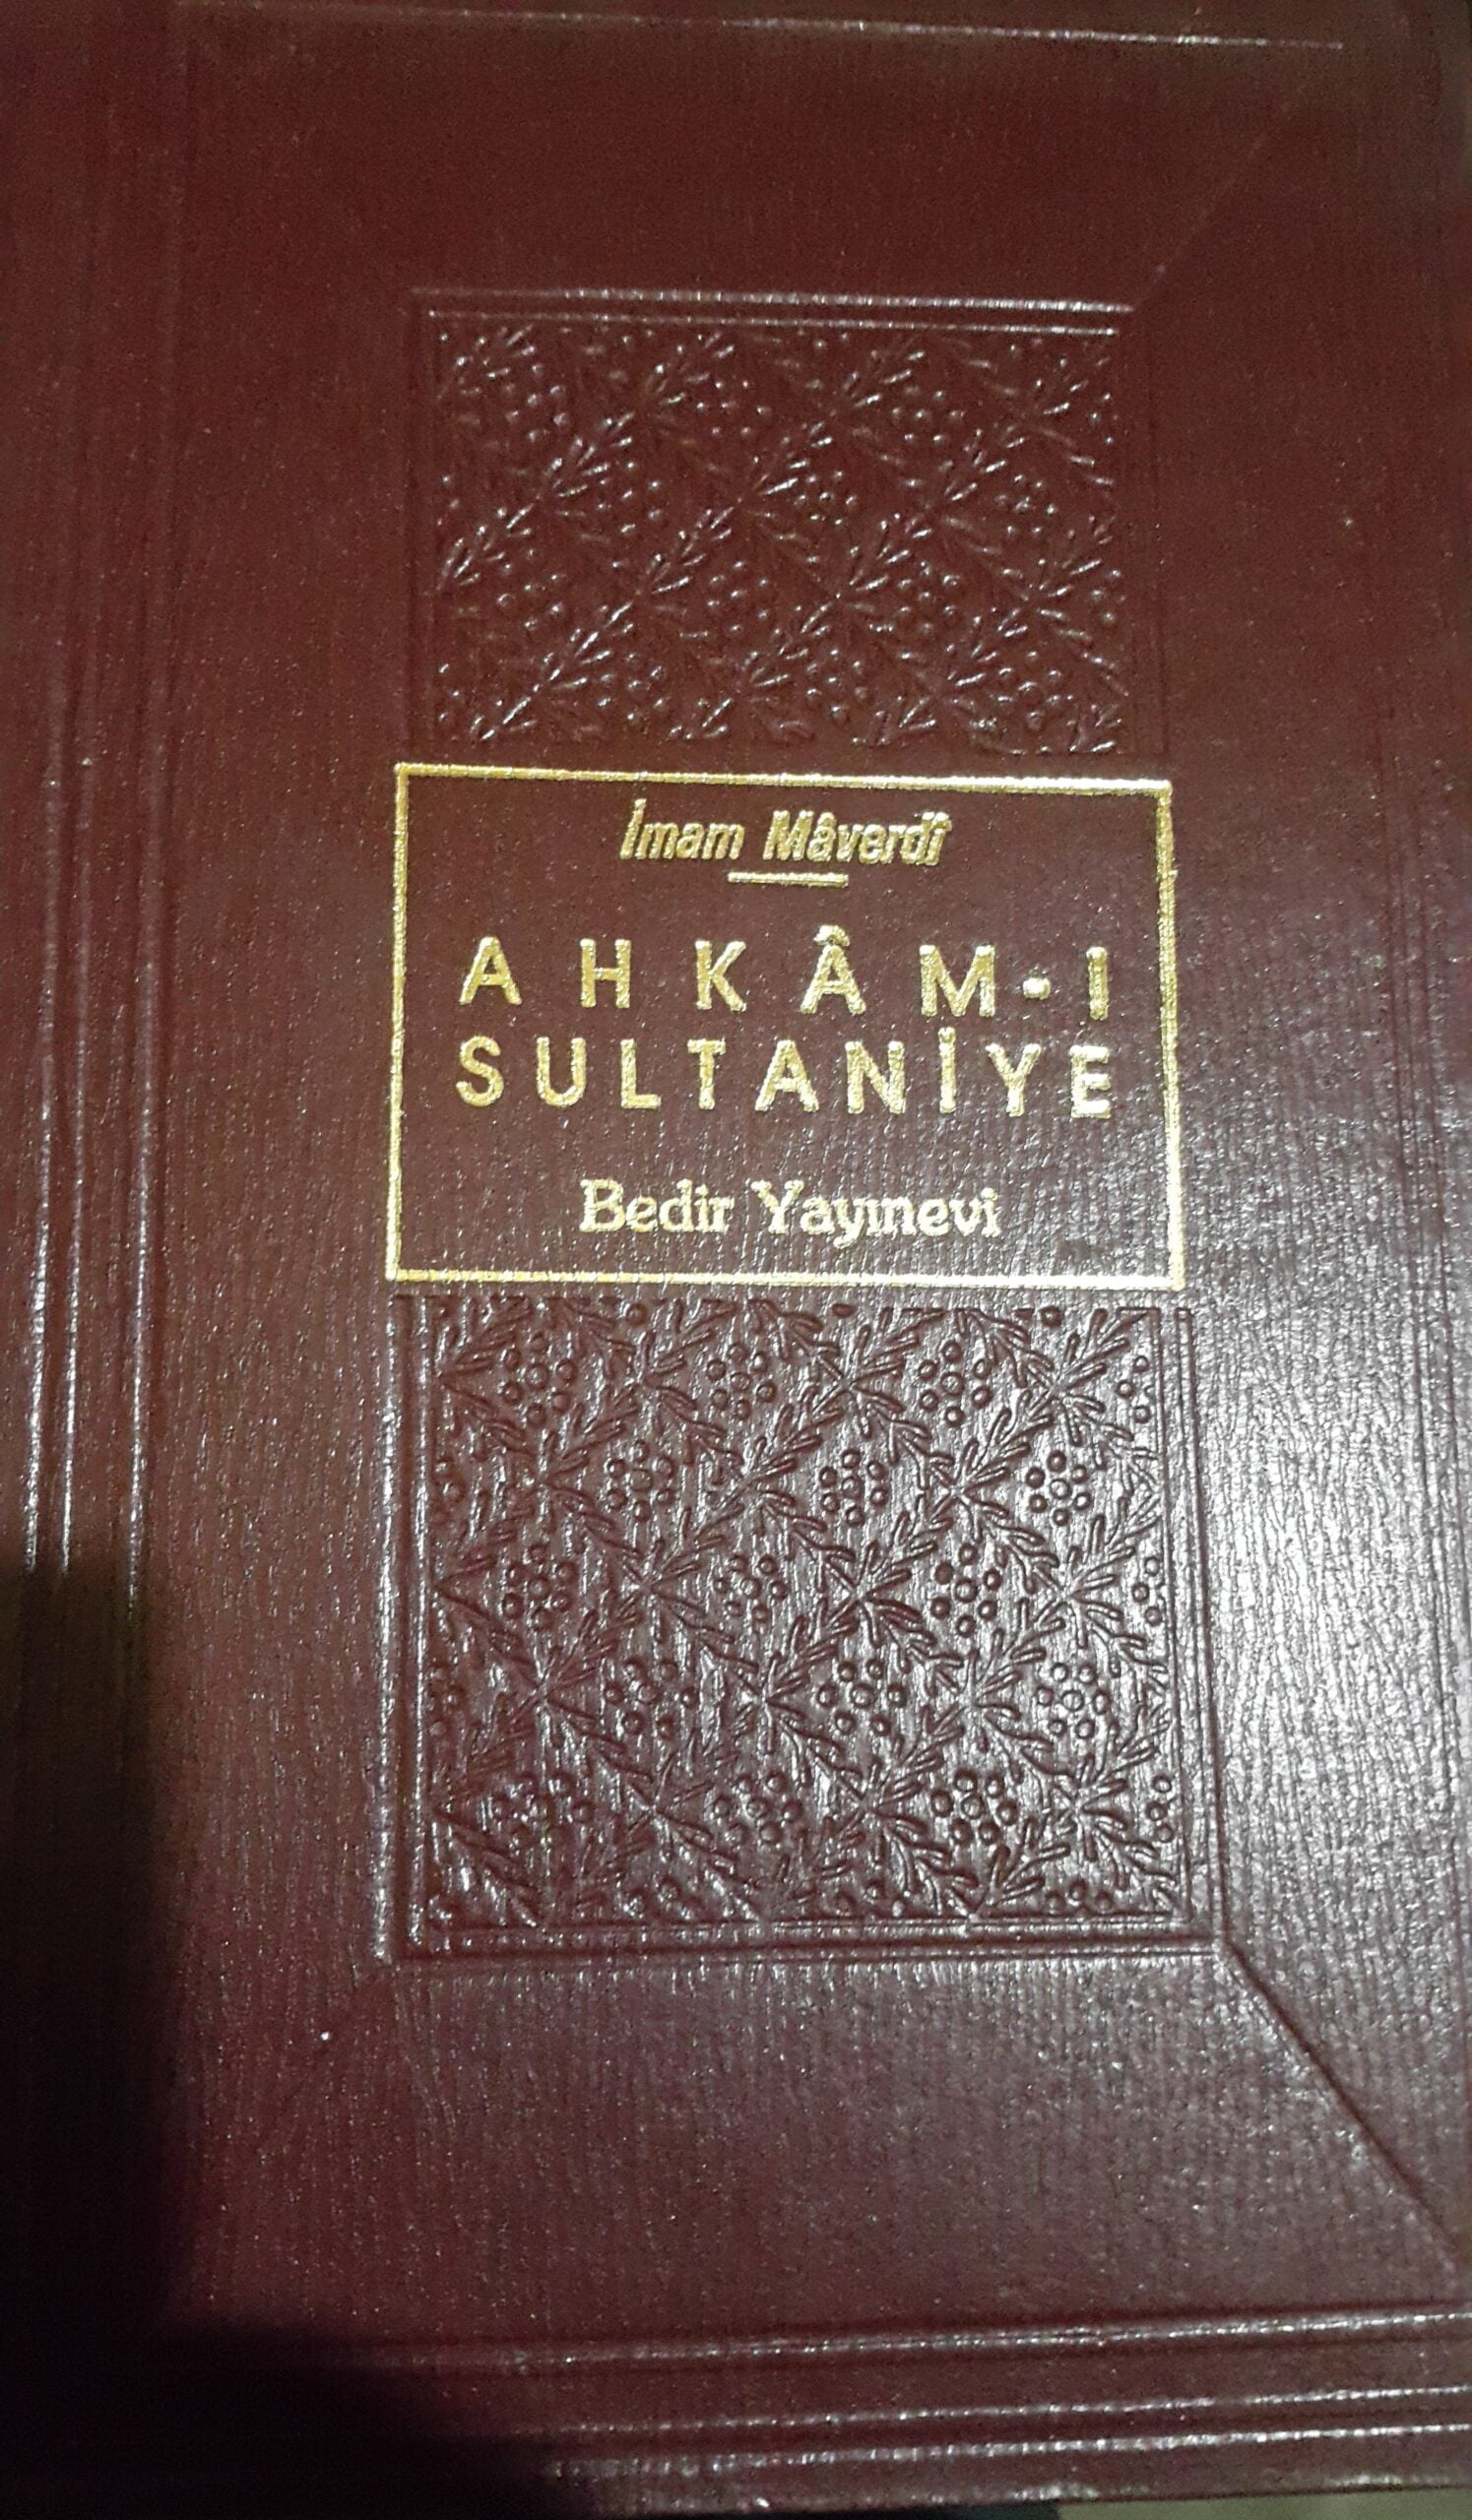 İmam Mâverdî
AHKÂM-I
SULTANİYE
Bedir Yayınevi